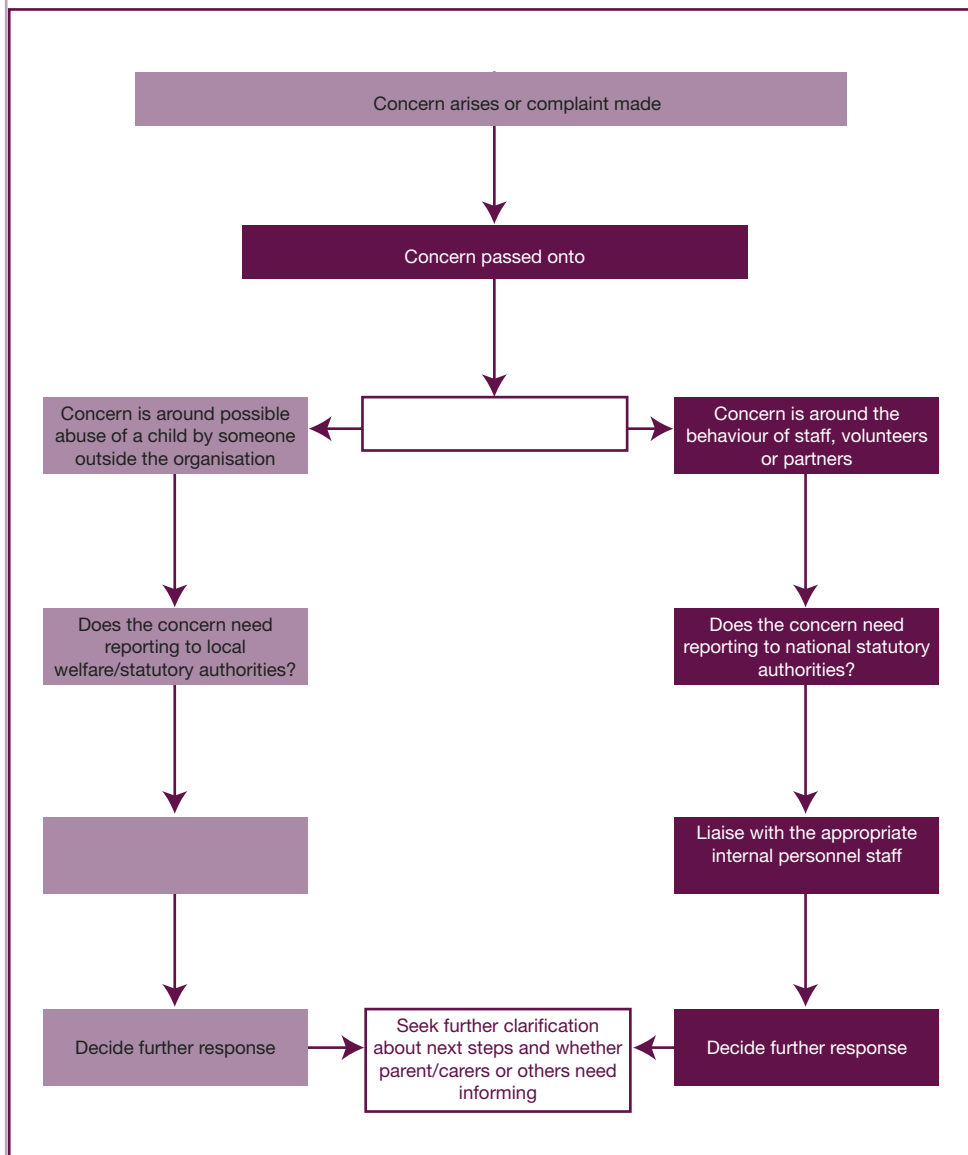 Concern arises or complaint made
Concern passed onto
Concern is around possible
abuse of a child by someone
outside the organisation
Concern is around the
behaviour of staff, volunteers
or partners
Does the concern need
reporting to local
welfare/statutory authorities?
Does the concern need
reporting to national statutory
authorities?
Liaise with the appropriate
internal personnel staff
Decide further response
Seek further clarification
about next steps and whether
parent/carers or others need
informing
Decide further response